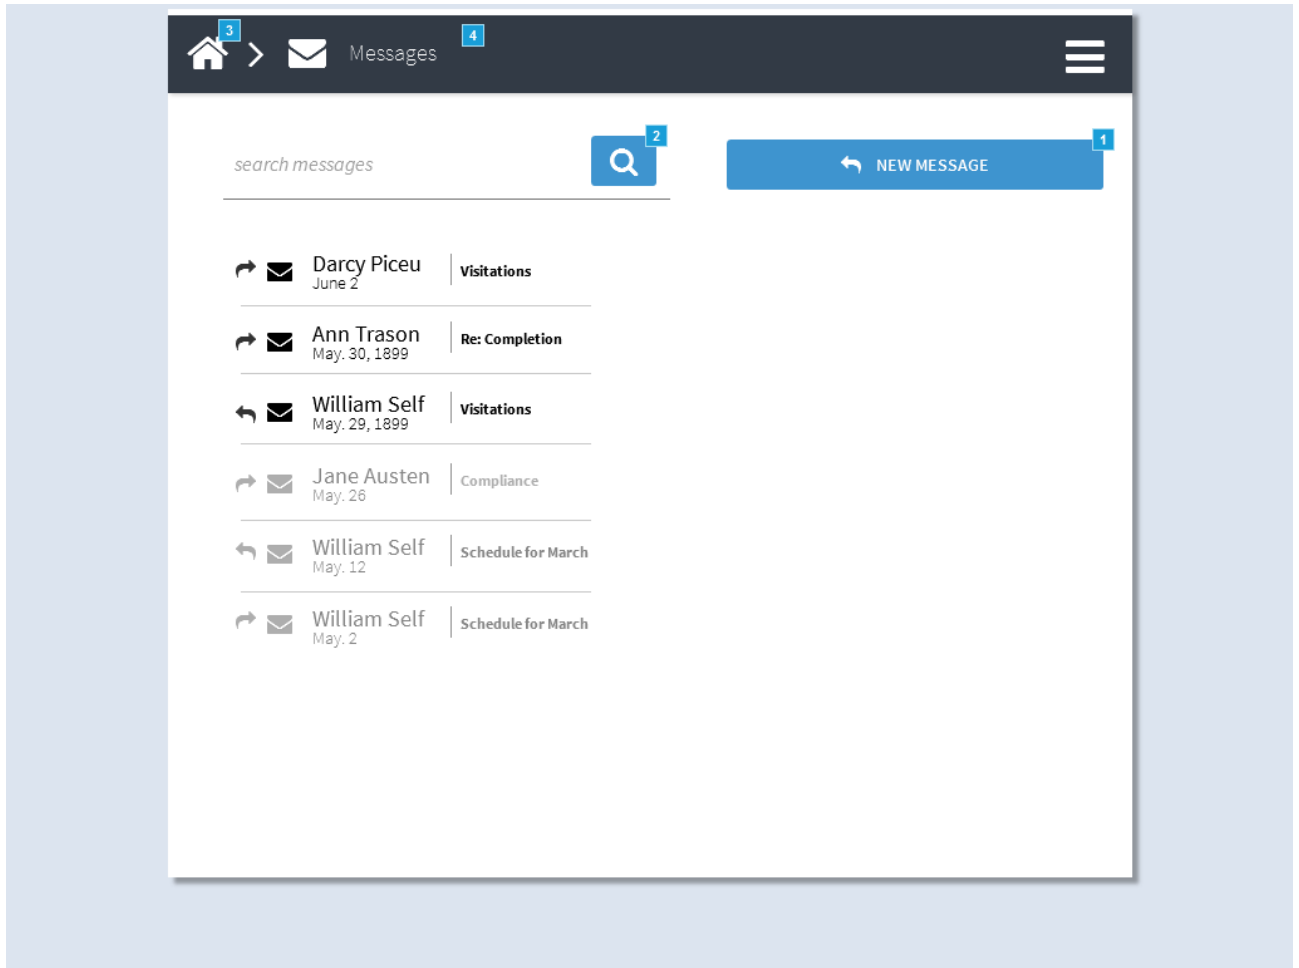 3
4
Messages
2
1
search messages
NEW MESSAGE
Darcy Piceu
June 2
Visitations
Ann Trason
May. 30, 1899
Re: Completion
William Self
May. 29, 1899
Visitations
Jane Austen
May. 26
Compliance
William Self
May. 12
Schedule for March
William Self
May. 2
Schedule for March